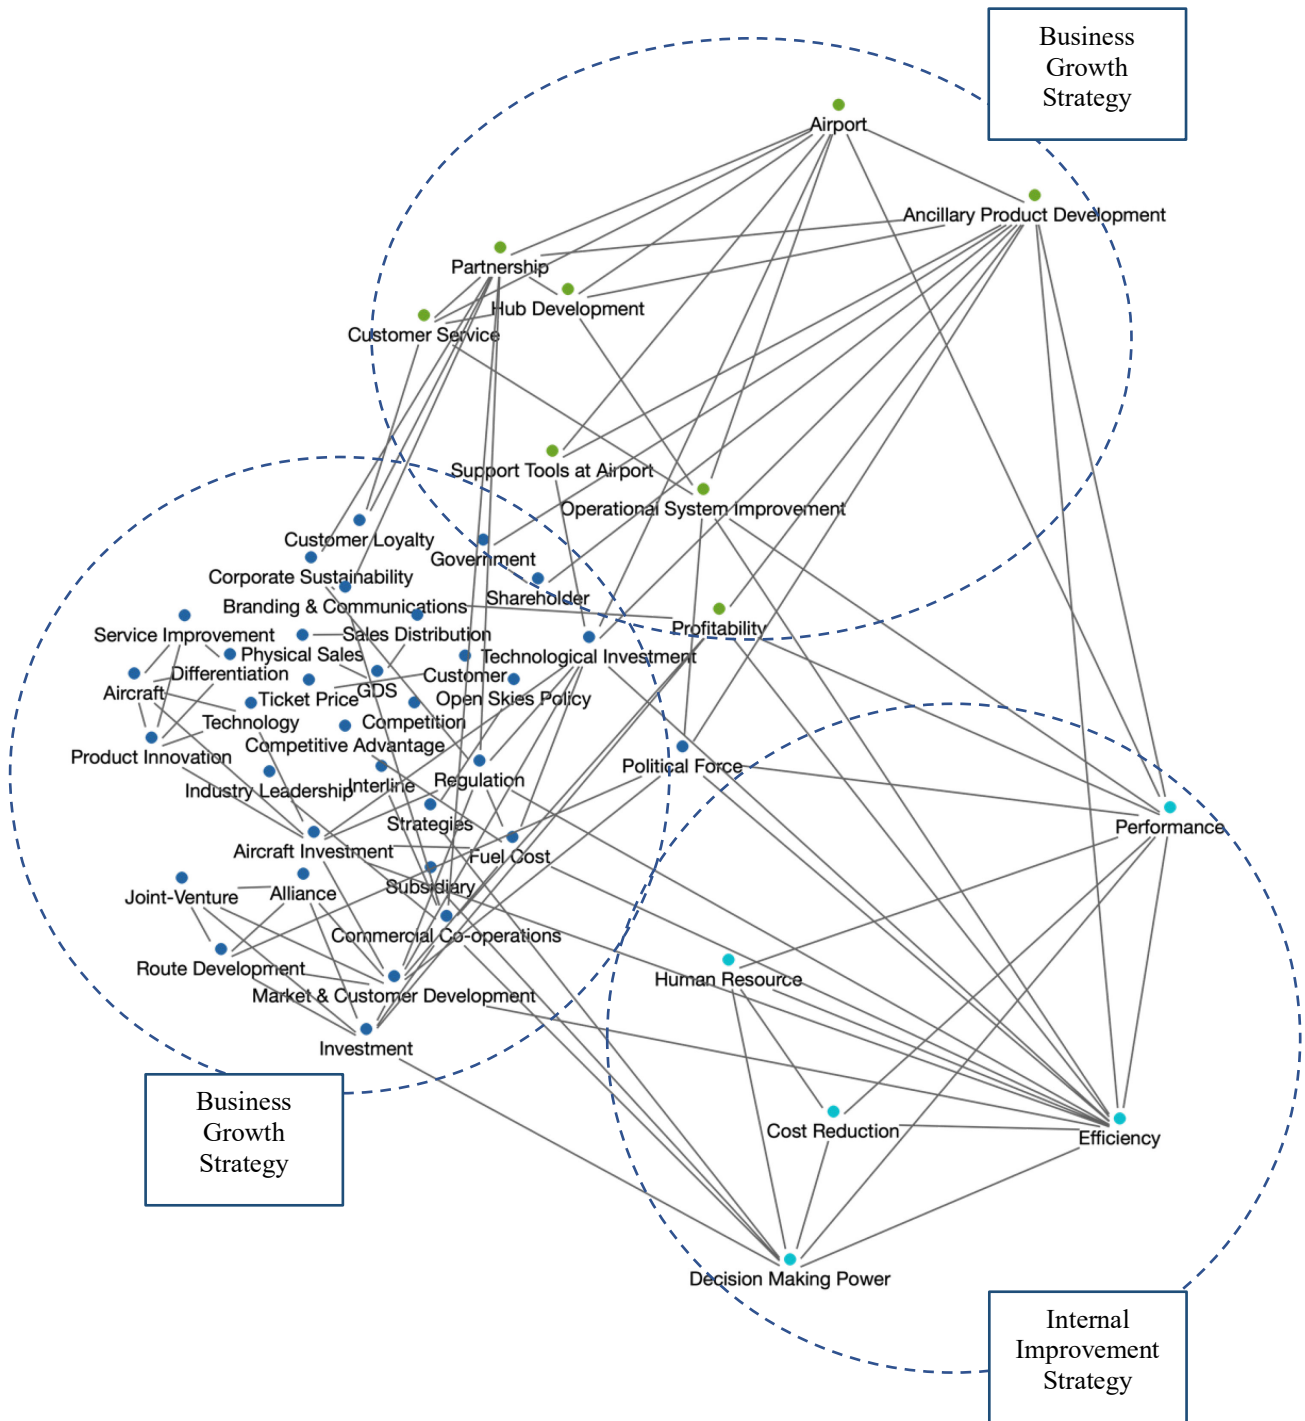 Business
Growth
Strategy
Airport
Ancillary Product Development
Partnership
Hub Development
Customer Service
Support Tools at Airport
Operational System Improvement
Customer Loyalty
Government
Corporate Sustainability
Shareholder
Branding & Communications
Profitability
Service Improvement
Sales Distribution
Physical Sales
Technological Investment
Differentiation
Customer
Aircraft
GDS
Ticket Price
Open Skies Policy
Technology
Competition
Competitive Advantage
Product Innovation
Political Force
Regulation
Interline
Industry Leadership
Strategies
Performance
Aircraft Investment
Fuel Cost
Subsidiary
Alliance
Joint-Venture
Commercial Co-operations
Route Development
Human Resource
Market & Customer Development
Investment
Business
Growth
Strategy
Cost Reduction
Efficiency
Decision Making Power
Internal
Improvement
Strategy